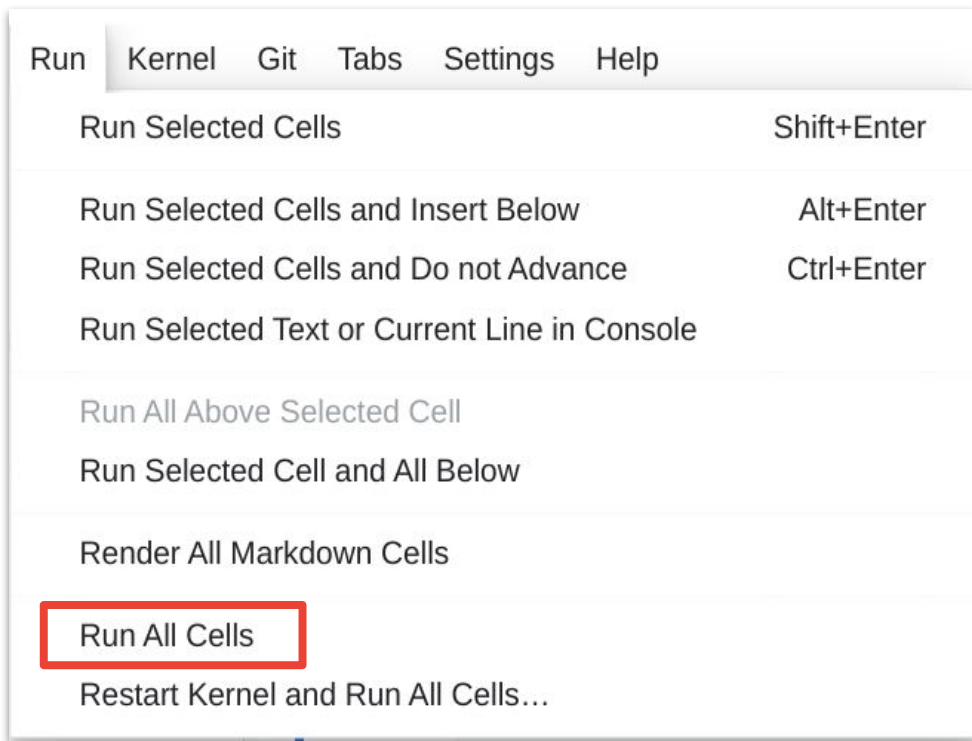 Run Kernel Git Tabs Settings Help
Run Selected Cells Shift+Enter
Run Selected Cells and Insert Below Alt+Enter
Run Selected Cells and Do not Advance Ctrl+Enter
Run Selected Text or Current Line in Console
Run All Above Selected Cell
Run Selected Cell and All Below
Render All Markdown Cells
Run All Cells
Restart Kernel and Run All Cells…